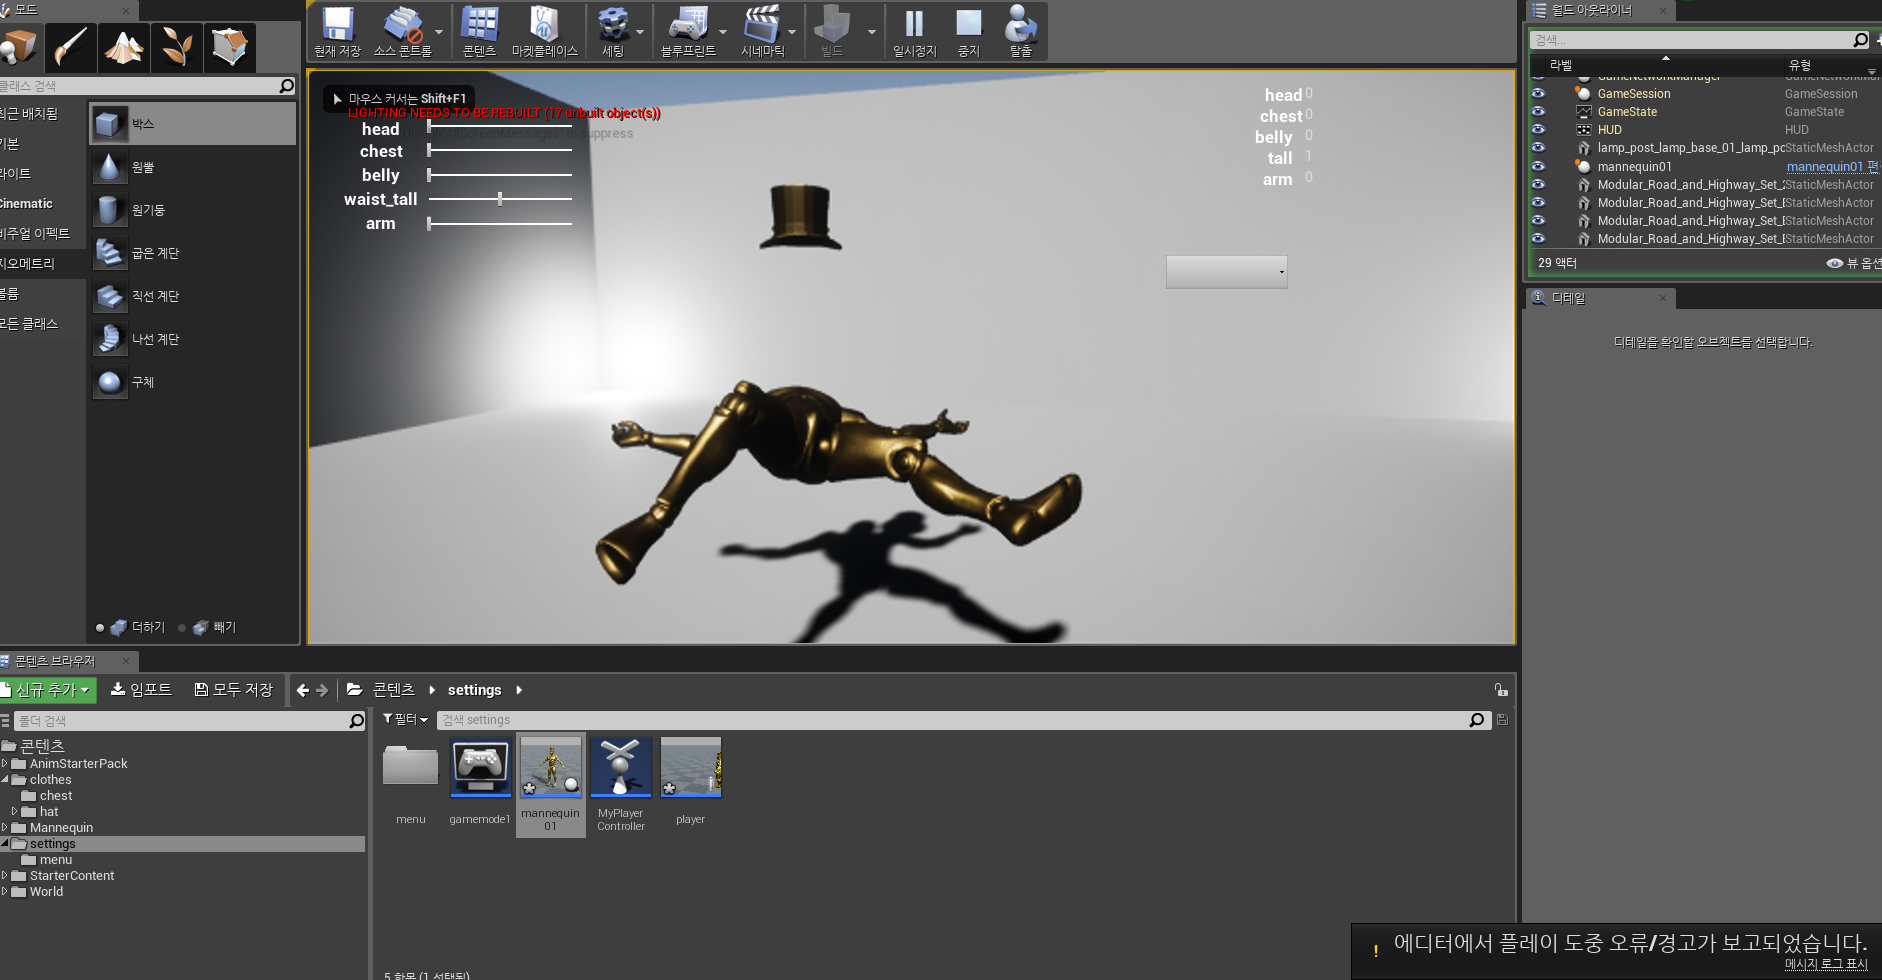 모드
현재 저장
소스 콘트롤
콘텐츠
마켓플레이스
세팅
블루프린트
시네마틱
빌드
일시정지
중지
탈출
월드 아웃라이너
클래스 검색
최근 배치됨
기본
라이트
Cinematic
비주얼 이펙트
지오메트리
볼륨
모든 클래스
박스
원뿔
원기둥
굽은 계단
직선 계단
나선 계단
구체
더하기
빼기
마우스 커서는 Shift+F1
LIGHTING NEEDS TO BE REBUILT (17 unbuilt object(s))
to suppress
head
chest
belly
waist_tall
arm
head 0
chest 0
belly 0
tall 1
arm 0
검색...
라벨 유형
GameNetworkManager
GameSession GameSession
GameState GameState
HUD HUD
lamp_post_lamp_base_01_lamp_po StaticMeshActor
mannequin01 mannequin01 편
Modular_Road_and_Highway_Set_ StaticMeshActor
Modular_Road_and_Highway_Set_ StaticMeshActor
Modular_Road_and_Highway_Set_ StaticMeshActor
Modular_Road_and_Highway_Set_ StaticMeshActor
29 액터
뷰 옵션
디테일
디테일을 확인할 오브젝트를 선택합니다.
콘텐츠 브라우저
신규 추가
임포트
모두 저장
콘텐츠
settings
폴더 검색
필터
검색 settings
콘텐츠
AnimStarterPack
clothes
chest
hat
Mannequin
settings
menu
StarterContent
World
menu
gamemode1
mannequin
01
MyPlayer
Controller
player
5 항목 (1 선택됨)
에디터에서 플레이 도중 오류/경고가 보고되었습니다.
메시지 로그 표시